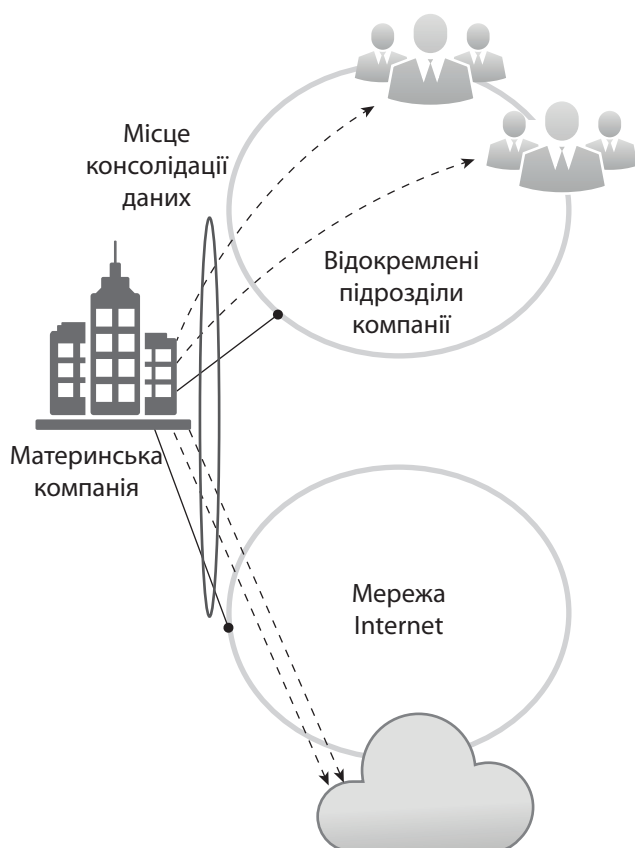 Місце
консолідації
даних
Відокремлені
підрозділи
компанії
Материнська
компанія
Мережа
Internet